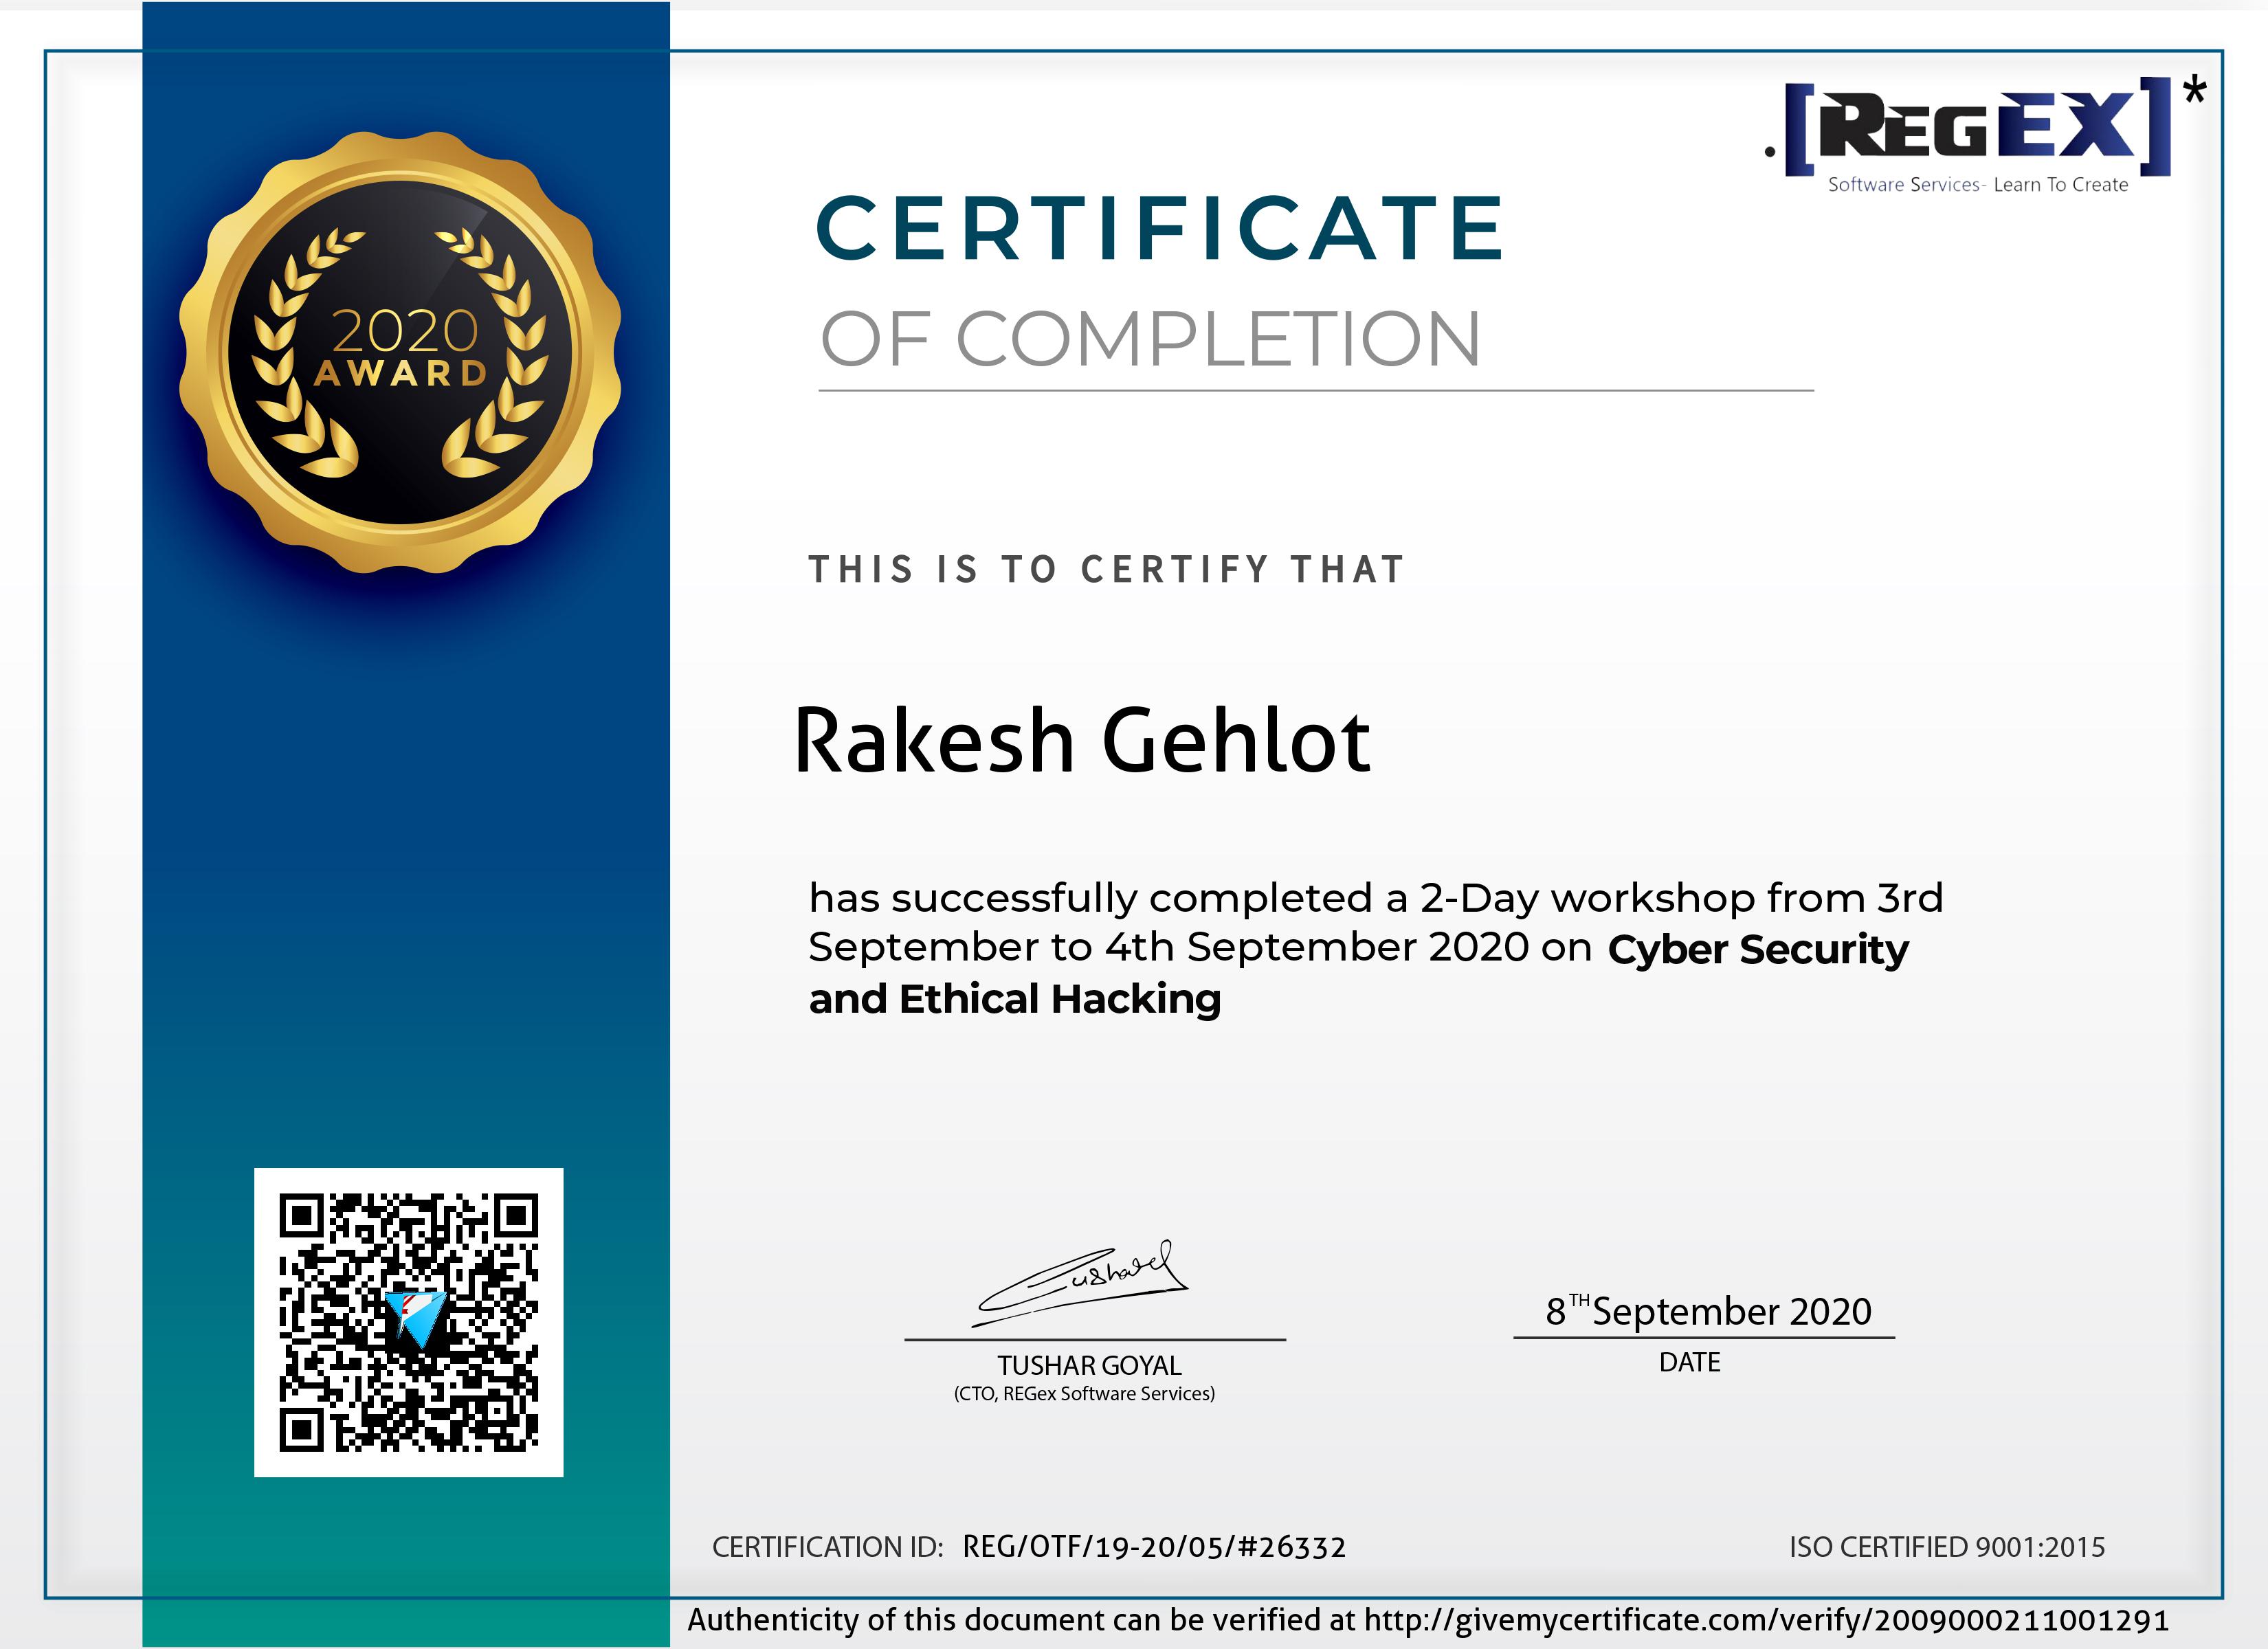 .[REGEX]*
Software Services- Learn To Create
CERTIFICATE
OF COMPLETION
2020
AWARD
THIS IS TO CERTIFY THAT
Rakesh Gehlot
has successfully completed a 2-Day workshop from 3rd
September to 4th September 2020 on Cyber Security
and Ethical Hacking
Tushar
8TH September 2020
TUSHAR GOYAL
(CTO, REGex Software Services)
DATE
CERTIFICATION ID: REG/OTF/19-20/05/#26332
ISO CERTIFIED 9001:2015
Authenticity of this document can be verified at http://givemycertificate.com/verify/2009000211001291